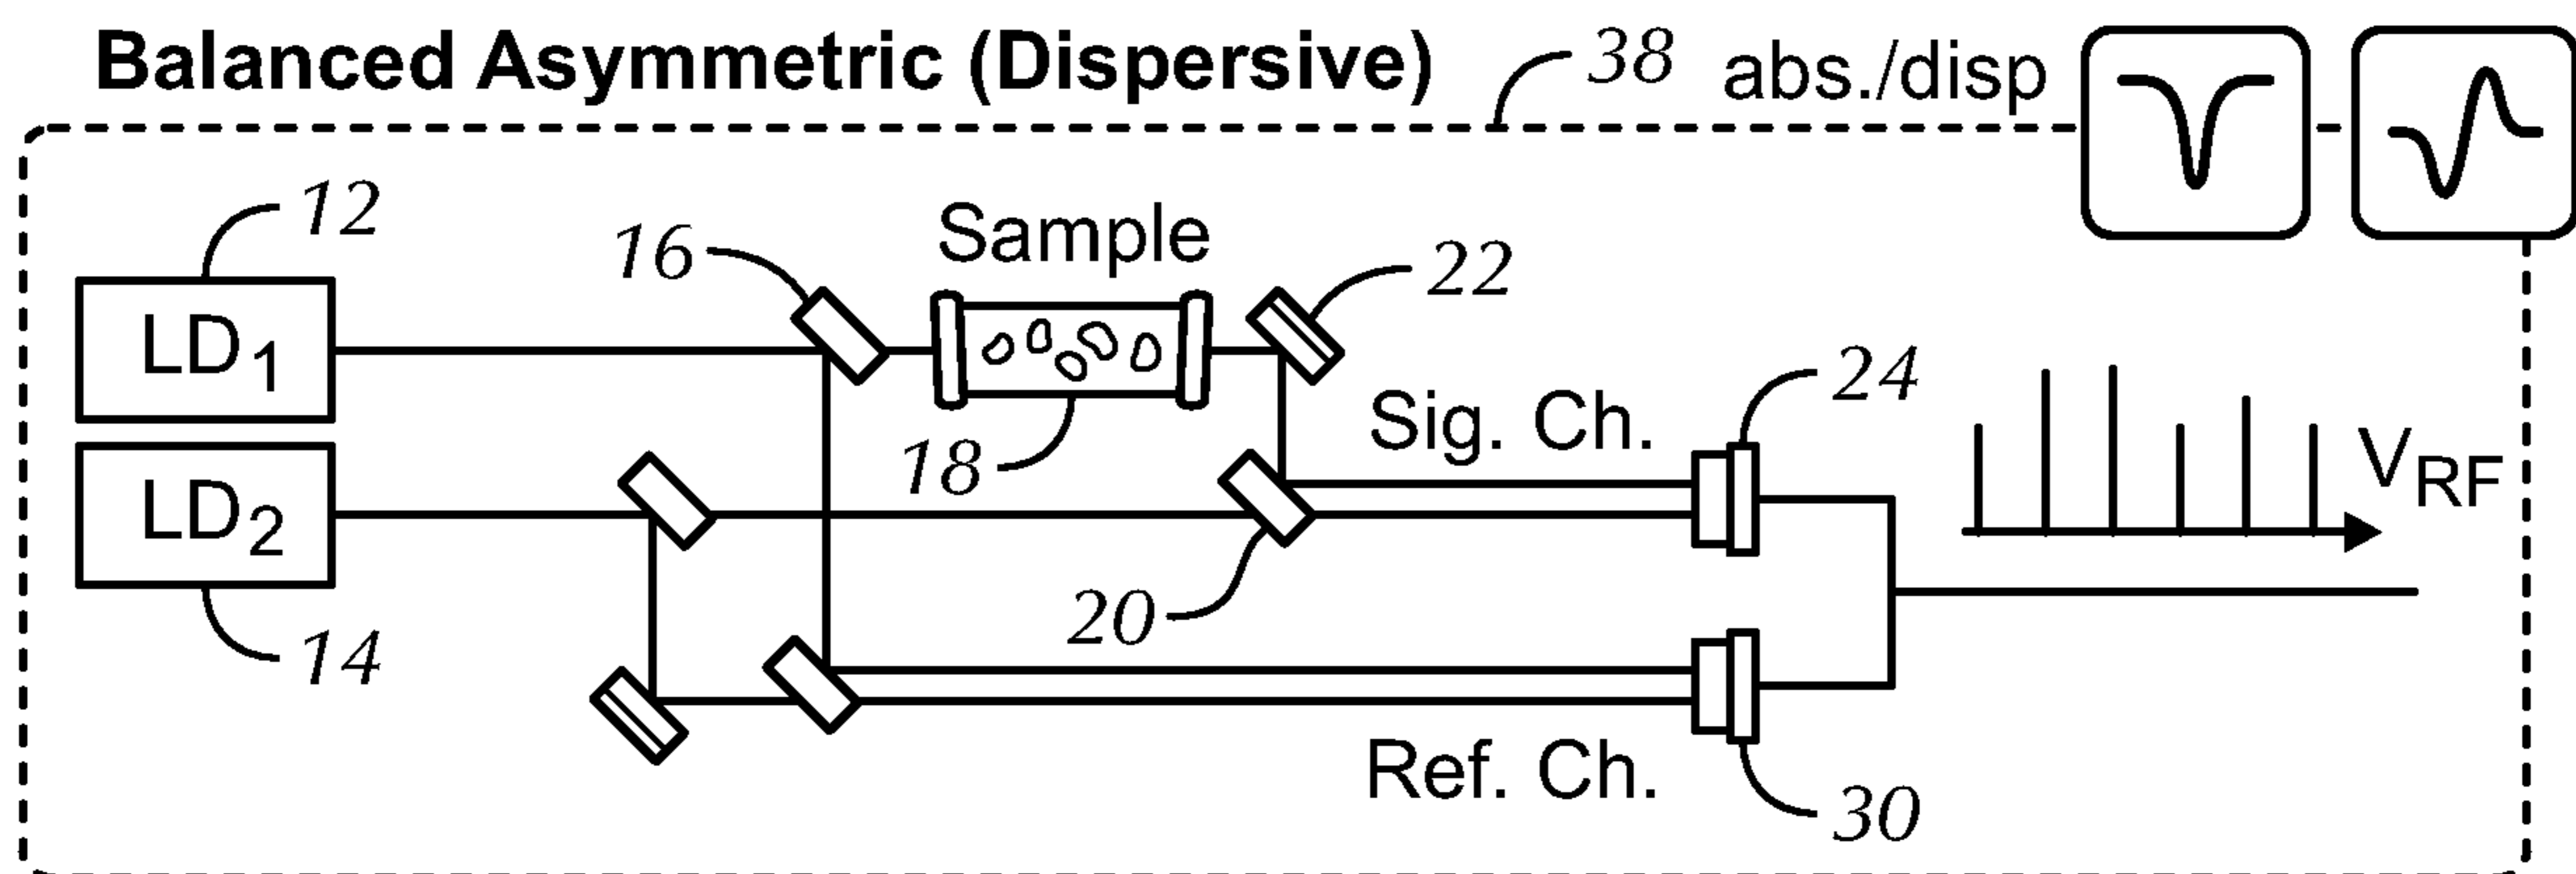 Balanced Asymmetric (Dispersive)
38
abs./disp
12
16
Sample
22
LD1
24
Sig. Ch.
18
LD2
VRF
20
14
Ref. Ch.
30